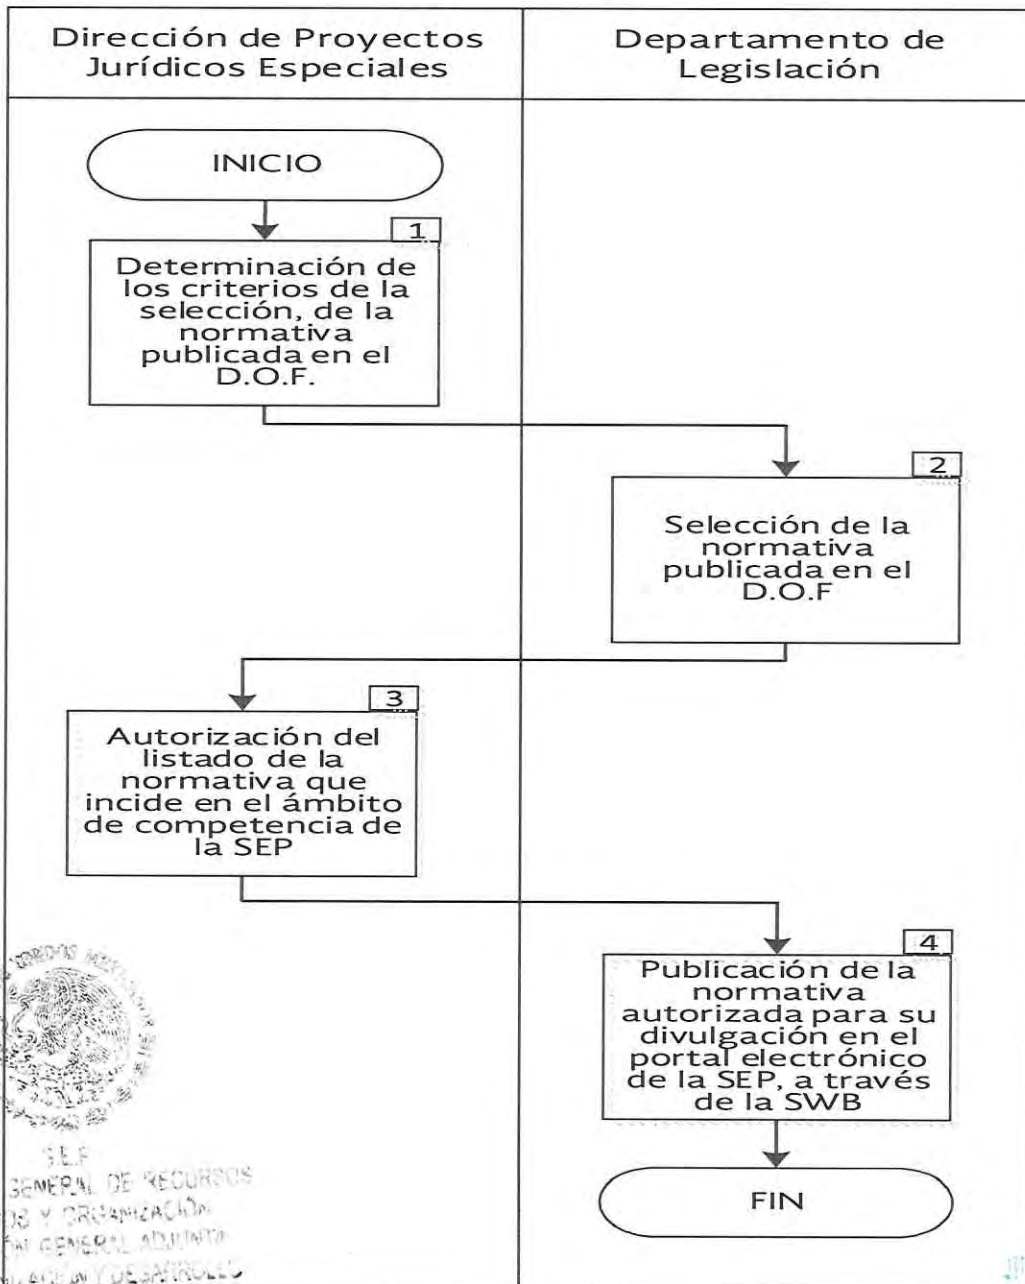 Dirección de Proyectos
Jurídicos Especiales
Departamento de
Legislación
INICIO
1
Determinación de
los criterios de la
selección, de la
normativa
publicada en el
D.O.F.
2
Selección de la
normativa
publicada en el
D.O.F
3
Autorización del
listado de la
normativa que
incide en el ámbito
de competencia de
la SEP
4
Publicación de la
normativa
autorizada para su
divulgación en el
portal electrónico
de la SEP, a través
de la SWB
FIN
S.E.P.
GENERAL DE RECURSOS
Y ORGANIZACIÓN
GENERAL ADJUNTA
Y DESARROLLO